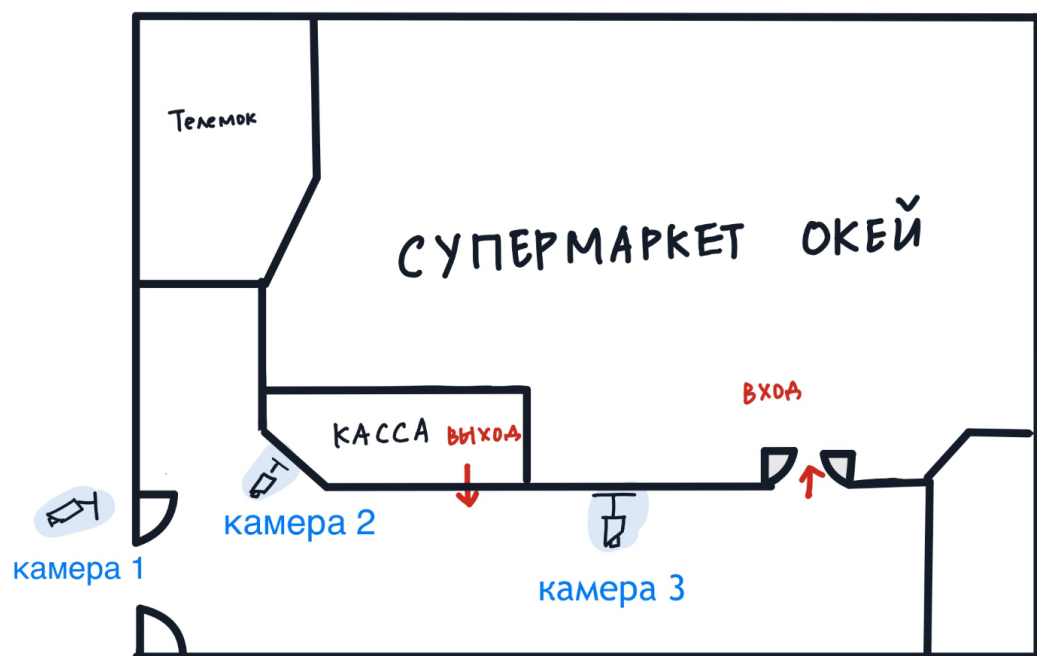 Телемок
СУПЕРМАРКЕТ ОКЕЙ
ВХОД
КАССА ВЫХОД
камера 2
камера 1
камера 3